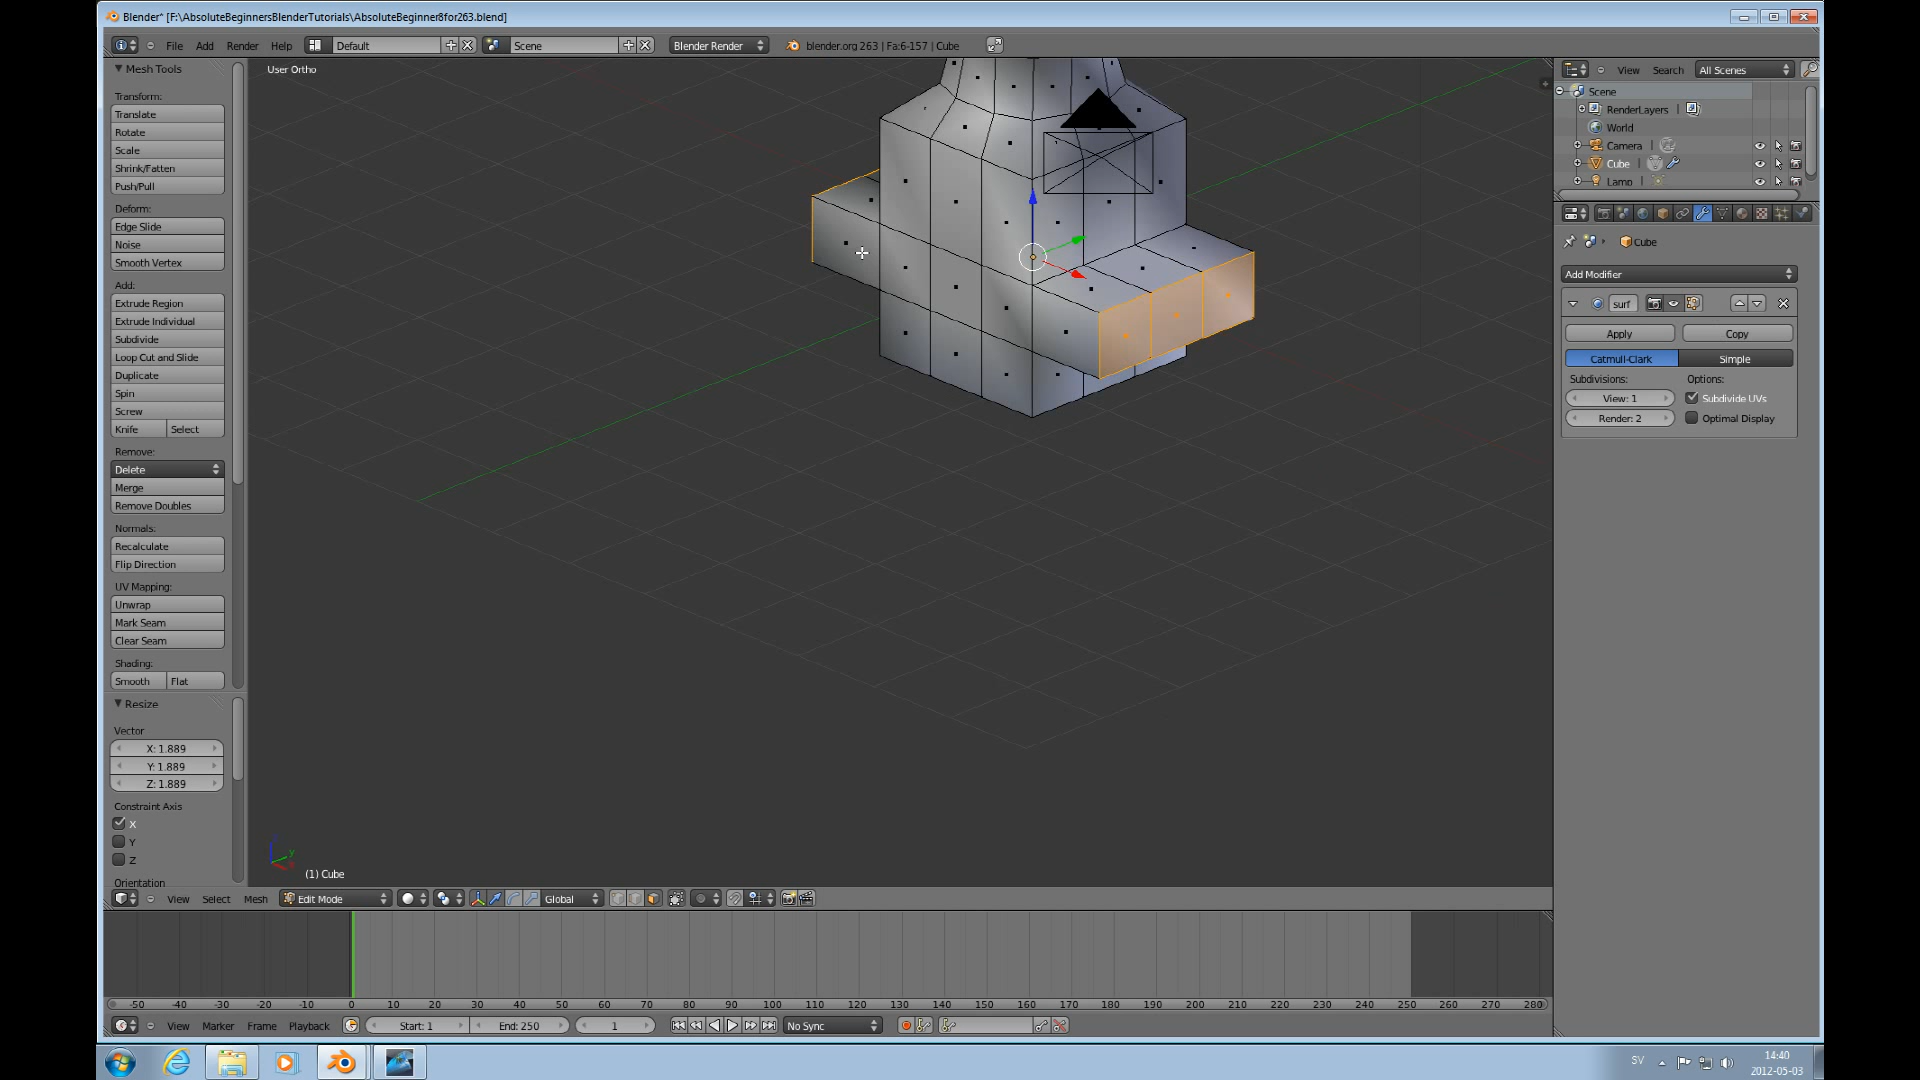 Blender* [F:\AbsoluteBeginnersBlenderTutorials\AbsoluteBeginner8for263.blend]
File Add Render Help Default Scene Blender Render blender.org 263 | Fa:6-157 | Cube
Mesh Tools
Transform:
Translate
Rotate
Scale
Shrink/Fatten
Push/Pull
Deform:
Edge Slide
Noise
Smooth Vertex
Add:
Extrude Region
Extrude Individual
Subdivide
Loop Cut and Slide
Duplicate
Spin
Screw
Knife Select
Remove:
Delete
Merge
Remove Doubles
Normals:
Recalculate
Flip Direction
UV Mapping:
Unwrap
Mark Seam
Clear Seam
Shading:
Smooth Flat
Resize
Vector
X: 1.889
Y: 1.889
Z: 1.889
Constraint Axis
X
Y
Z
Orientation
User Ortho
(1) Cube
View Select Mesh Edit Mode Global
View Search All Scenes
Scene
RenderLayers |
World
Camera |
Cube |
Lamp |
Cube
Add Modifier
surf
Apply Copy
Catmull-Clark Simple
Subdivisions: Options:
View: 1 Subdivide UVs
Render: 2 Optimal Display
-50 -40 -30 -20 -10 0 10 20 30 40 50 60 70 80 90 100 110 120 130 140 150 160 170 180 190 200 210 220 230 240 250 260 270 280
View Marker Frame Playback Start: 1 End: 250 1 No Sync
SV 14:40
2012-05-03